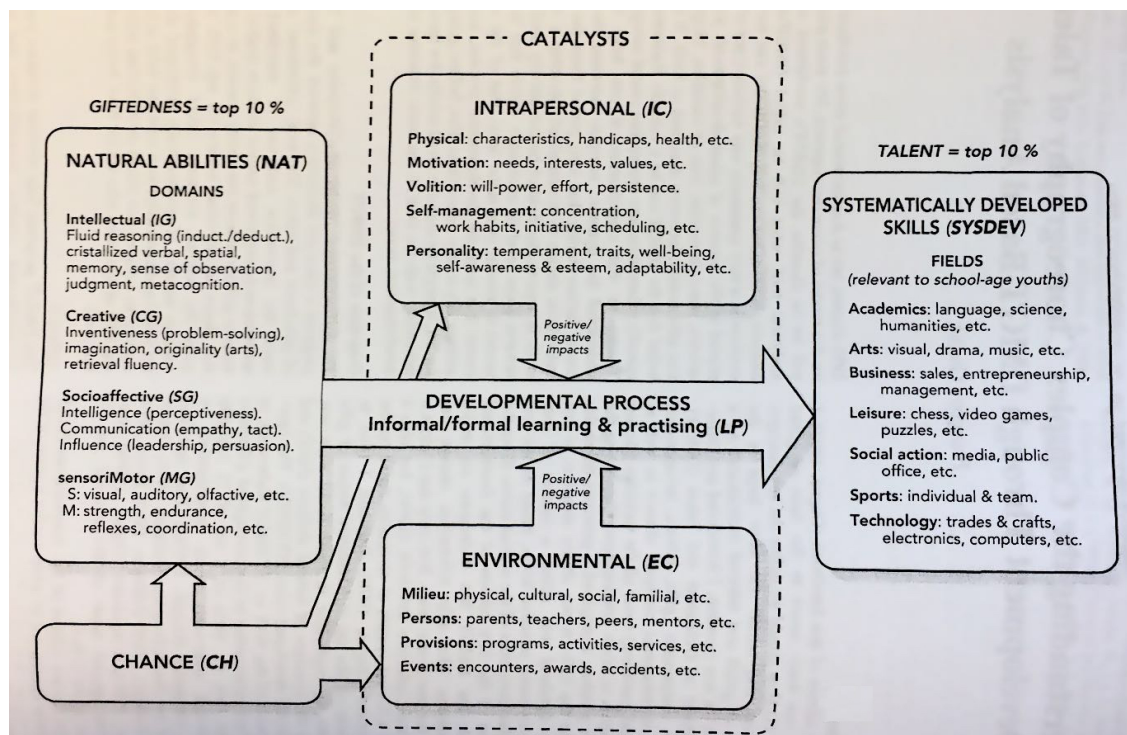 CATALYSTS
GIFTEDNESS = top 10 %
NATURAL ABILITIES (NAT)
DOMAINS
Intellectual (IG)
Fluid reasoning (induct./deduct.),
cristallized verbal, spatial,
memory, sense of observation,
judgment, metacognition.
Creative (CG)
Inventiveness (problem-solving),
imagination, originality (arts),
retrieval fluency.
Socioaffective (SG)
Intelligence (perceptiveness).
Communication (empathy, tact).
Influence (leadership, persuasion).
sensoriMotor (MG)
S: visual, auditory, olfactive, etc.
M: strength, endurance,
reflexes, coordination, etc.
CHANCE (CH)
INTRAPERSONAL (IC)
Physical: characteristics, handicaps, health, etc.
Motivation: needs, interests, values, etc.
Volition: will-power, effort, persistence.
Self-management: concentration,
work habits, initiative, scheduling, etc.
Personality: temperament, traits, well-being,
self-awareness & esteem, adaptability, etc.
Positive/
negative
impacts
DEVELOPMENTAL PROCESS
Informal/formal learning & practising (LP)
Positive/
negative
impacts
ENVIRONMENTAL (EC)
Milieu: physical, cultural, social, familial, etc.
Persons: parents, teachers, peers, mentors, etc.
Provisions: programs, activities, services, etc.
Events: encounters, awards, accidents, etc.
TALENT = top 10 %
SYSTEMATICALLY DEVELOPED
SKILLS (SYSDEV)
FIELDS
(relevant to school-age youths)
Academics: language, science,
humanities, etc.
Arts: visual, drama, music, etc.
Business: sales, entrepreneurship,
management, etc.
Leisure: chess, video games,
puzzles, etc.
Social action: media, public
office, etc.
Sports: individual & team.
Technology: trades & crafts,
electronics, computers, etc.